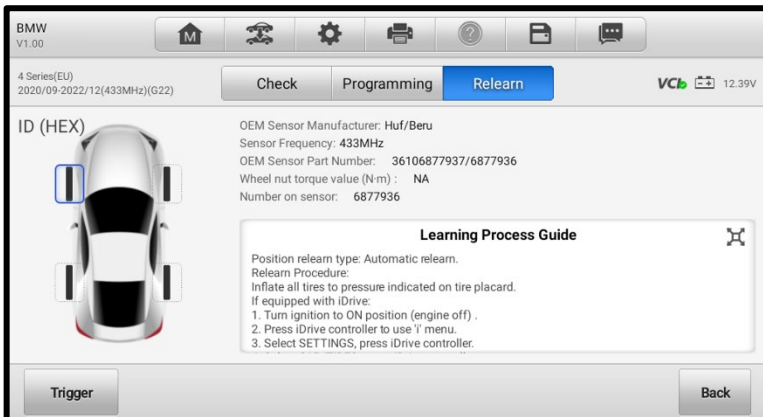 BMW
V1.00
M
4 Series(EU)
2020/09-2022/12(433MHz)(G22)
Check
Programming
Relearn
VCI
12.39V
ID (HEX)
OEM Sensor Manufacturer: Huf/Beru
Sensor Frequency: 433MHz
OEM Sensor Part Number: 36106877937/6877936
Wheel nut torque value (N·m) : NA
Number on sensor: 6877936
Learning Process Guide
Position relearn type: Automatic relearn.
Relearn Procedure:
Inflate all tires to pressure indicated on tire placard.
If equipped with iDrive:
1. Turn ignition to ON position (engine off) .
2. Press iDrive controller to use 'i' menu.
3. Select SETTINGS, press iDrive controller.
Trigger
Back